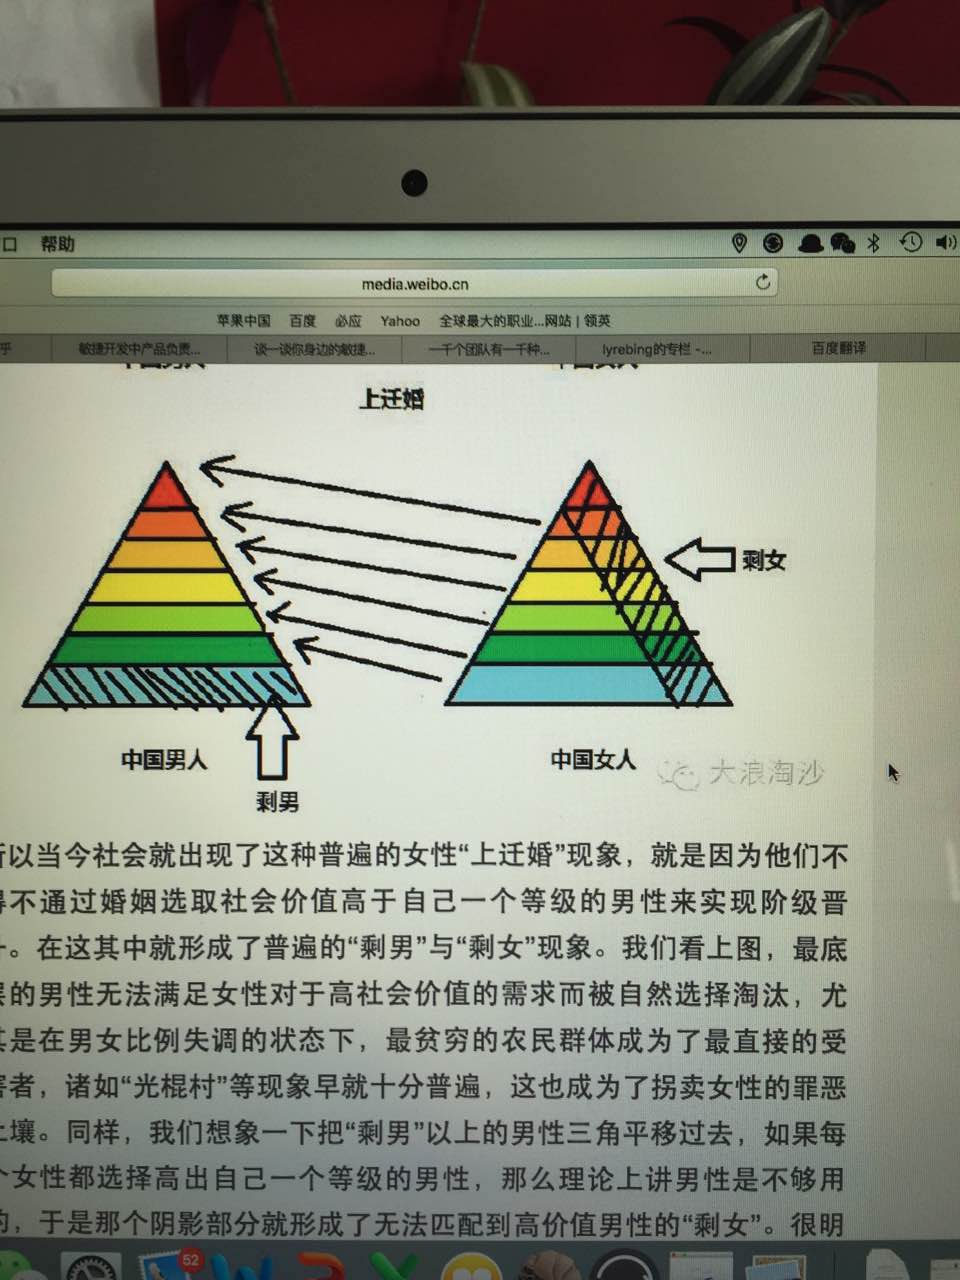 口 帮助
media.weibo.cn
苹果中国 百度 必应 Yahoo 全球最大的职业...网站 | 领英
乎 敏捷开发中产品负责... 谈一谈你身边的敏捷... 一千个团队有一千种... lyrebing的专栏 -... 百度翻译
中国男人 中国女人
上迁婚
剩女
中国男人 中国女人
大浪淘沙
剩男
所以当今社会就出现了这种普遍的女性“上迁婚”现象，就是因为他们不
得不通过婚姻选取社会价值高于自己一个等级的男性来实现阶级晋
升。在这其中就形成了普遍的“剩男”与“剩女”现象。我们看上图，最底
层的男性无法满足女性对于高社会价值的需求而被自然选择淘汰，尤
其是在男女比例失调的状态下，最贫穷的农民群体成为了最直接的受
害者，诸如“光棍村”等现象早就十分普遍，这也成为了拐卖女性的罪恶
土壤。同样，我们想象一下把“剩男”以上的男性三角平移过去，如果每
个女性都选择高出自己一个等级的男性，那么理论上讲男性是不够用
的，于是那个阴影部分就形成了无法匹配到高价值男性的“剩女”。很明
52